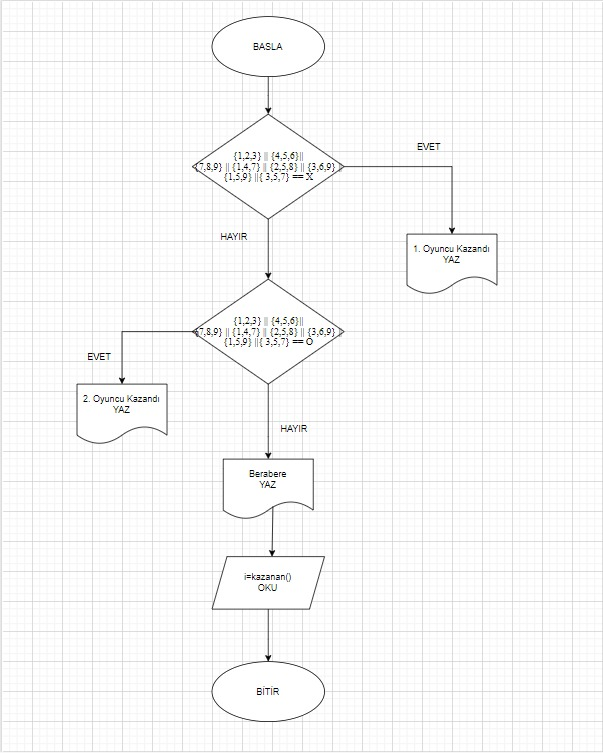 BASLA
{1,2,3} || {4,5,6}||
{7,8,9} || {1,4,7} || {2,5,8} || {3,6,9} ||
{1,5,9} ||{ 3,5,7} == X
EVET
1. Oyuncu Kazandı
YAZ
HAYIR
{1,2,3} || {4,5,6}||
{7,8,9} || {1,4,7} || {2,5,8} || {3,6,9} ||
{1,5,9} ||{ 3,5,7} == O
EVET
2. Oyuncu Kazandı
YAZ
HAYIR
Berabere
YAZ
i=kazanan()
OKU
BİTİR